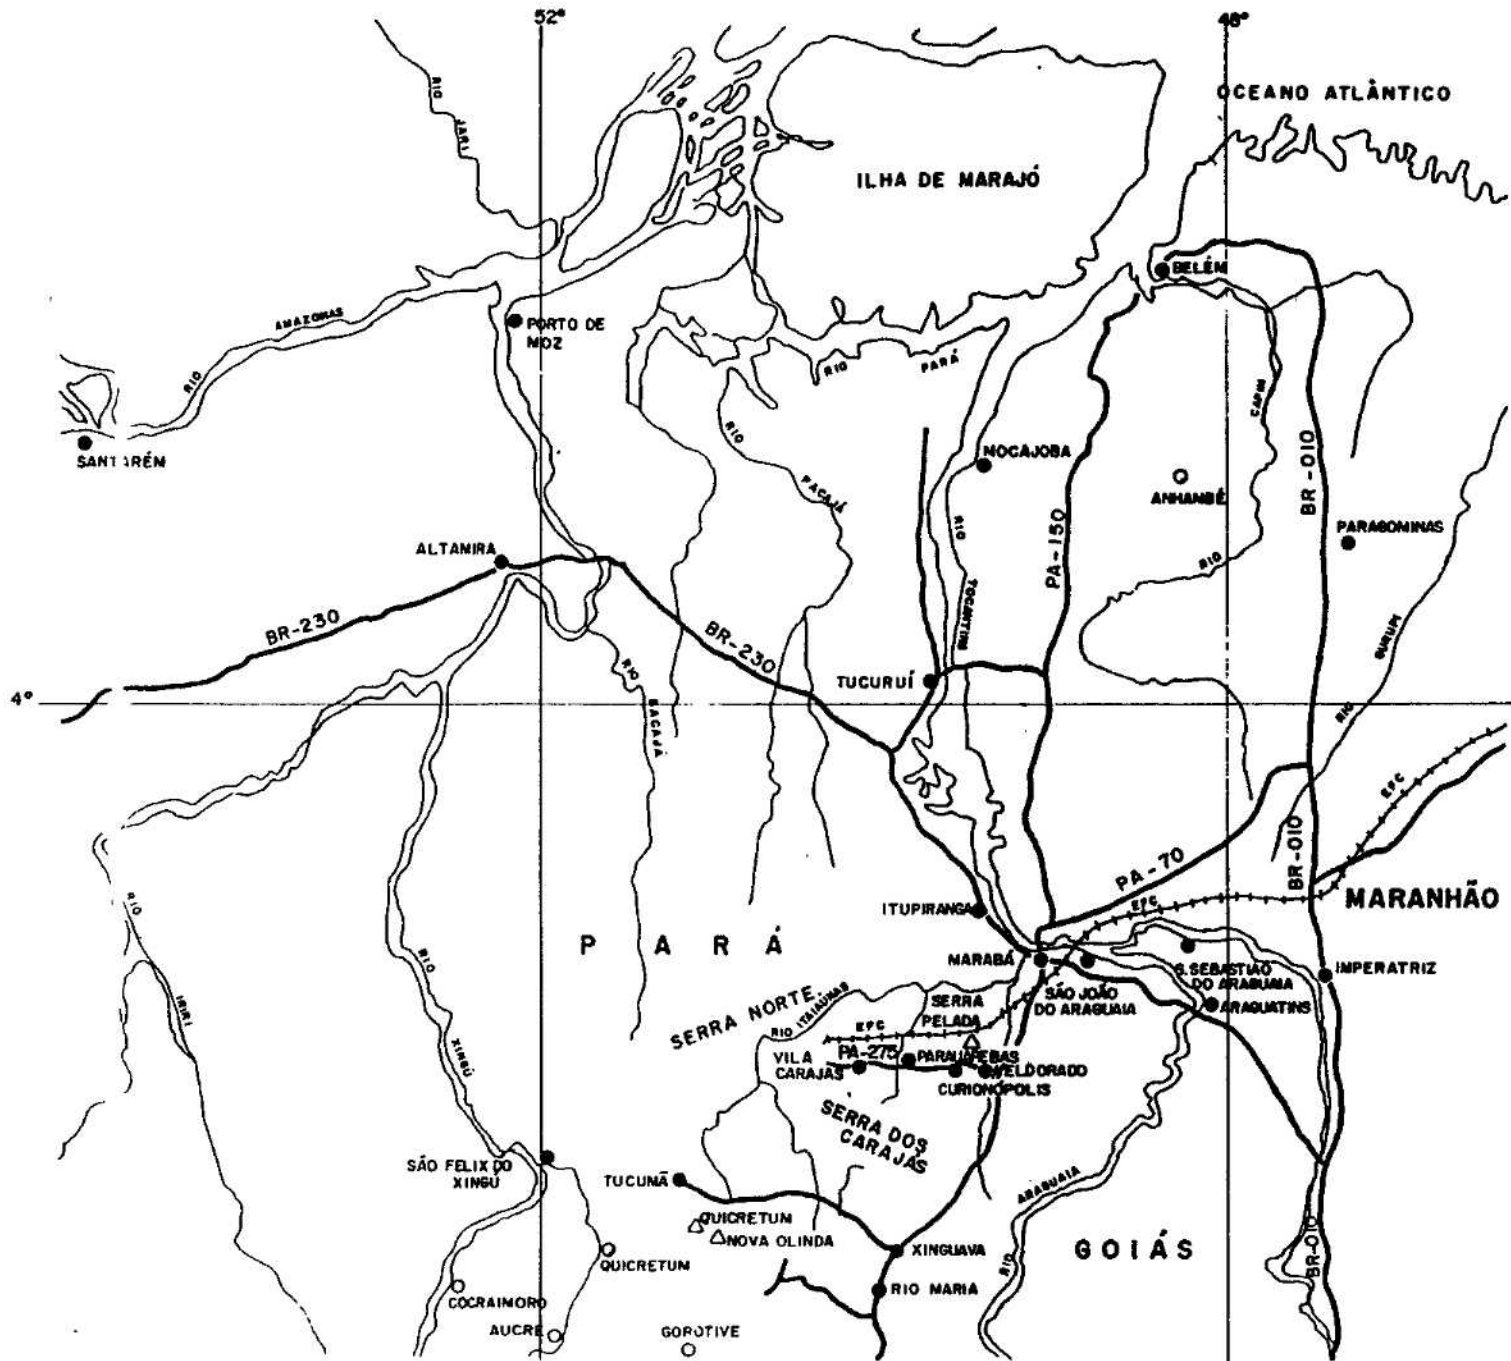 52°
48°
OCEANO ATLÂNTICO
RIO
JARI
ILHA DE MARAJÓ
BELÉM
AMAZONAS
RIO
PORTO DE
MOZ
RIO
PARÁ
CAPIM
SANTARÉM
RIO
PACAJÁ
MOCAJOBA
ANHAMBÉ
BR-010
PARAGOMINAS
RIO
PA-150
RIO
TOCANTINS
ALTAMIRA
BR-230
BR-230
RIO
BACAJÁ
GURUPI
RIO
4°
TUCURUÍ
EFC
BR-010
PA-70
MARANHÃO
EFC
ITUPIRANGA
RIO
IRIRI
RIO
XINGÚ
PARÁ
MARABÁ
S. SEBASTIÃO
DO ARAGUAIA
IMPERATRIZ
SÃO JOÃO
DO ARAGUAIA
ARAGUATINS
SERRA NORTE
RIO ITAIAÚNAS
SERRA
PELADA
EFC
PA-275
VILA
CARAJÁS
PARAUAPEBAS
ELDORADO
CURIONÓPOLIS
SERRA DOS
CARAJÁS
SÃO FELIX DO
XINGÚ
TUCUMÃ
ARAGUAIA
RIO
QUICRETUM
NOVA OLINDA
GOIÁS
XINGUAVA
QUICRETUM
BR-010
RIO MARIA
COCRAIMORO
AUCRE
GOROTIVE